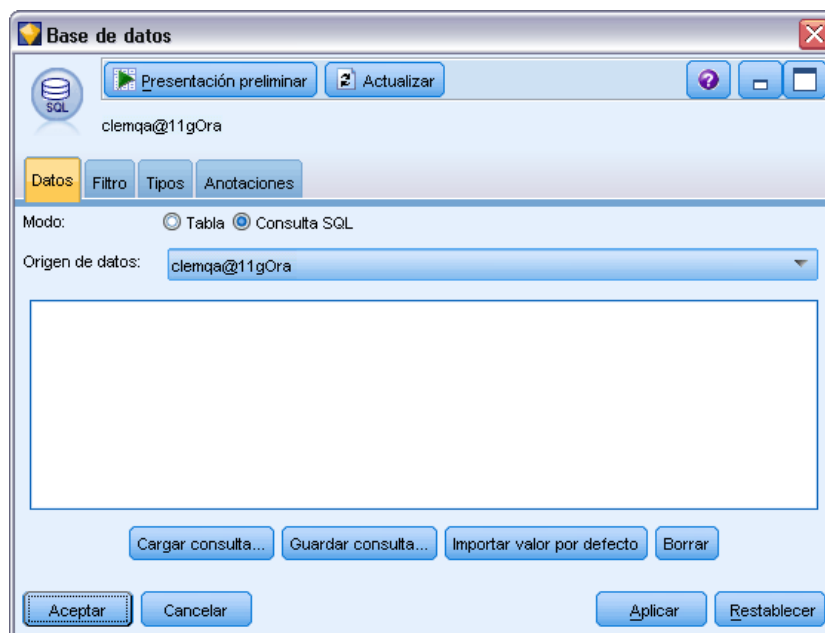 Base de datos
Presentación preliminar Actualizar
SQL
clemqa@11gOra
Datos Filtro Tipos Anotaciones
Modo: Tabla Consulta SQL
Origen de datos: clemqa@11gOra
Cargar consulta... Guardar consulta... Importar valor por defecto Borrar
Aceptar Cancelar Aplicar Restablecer